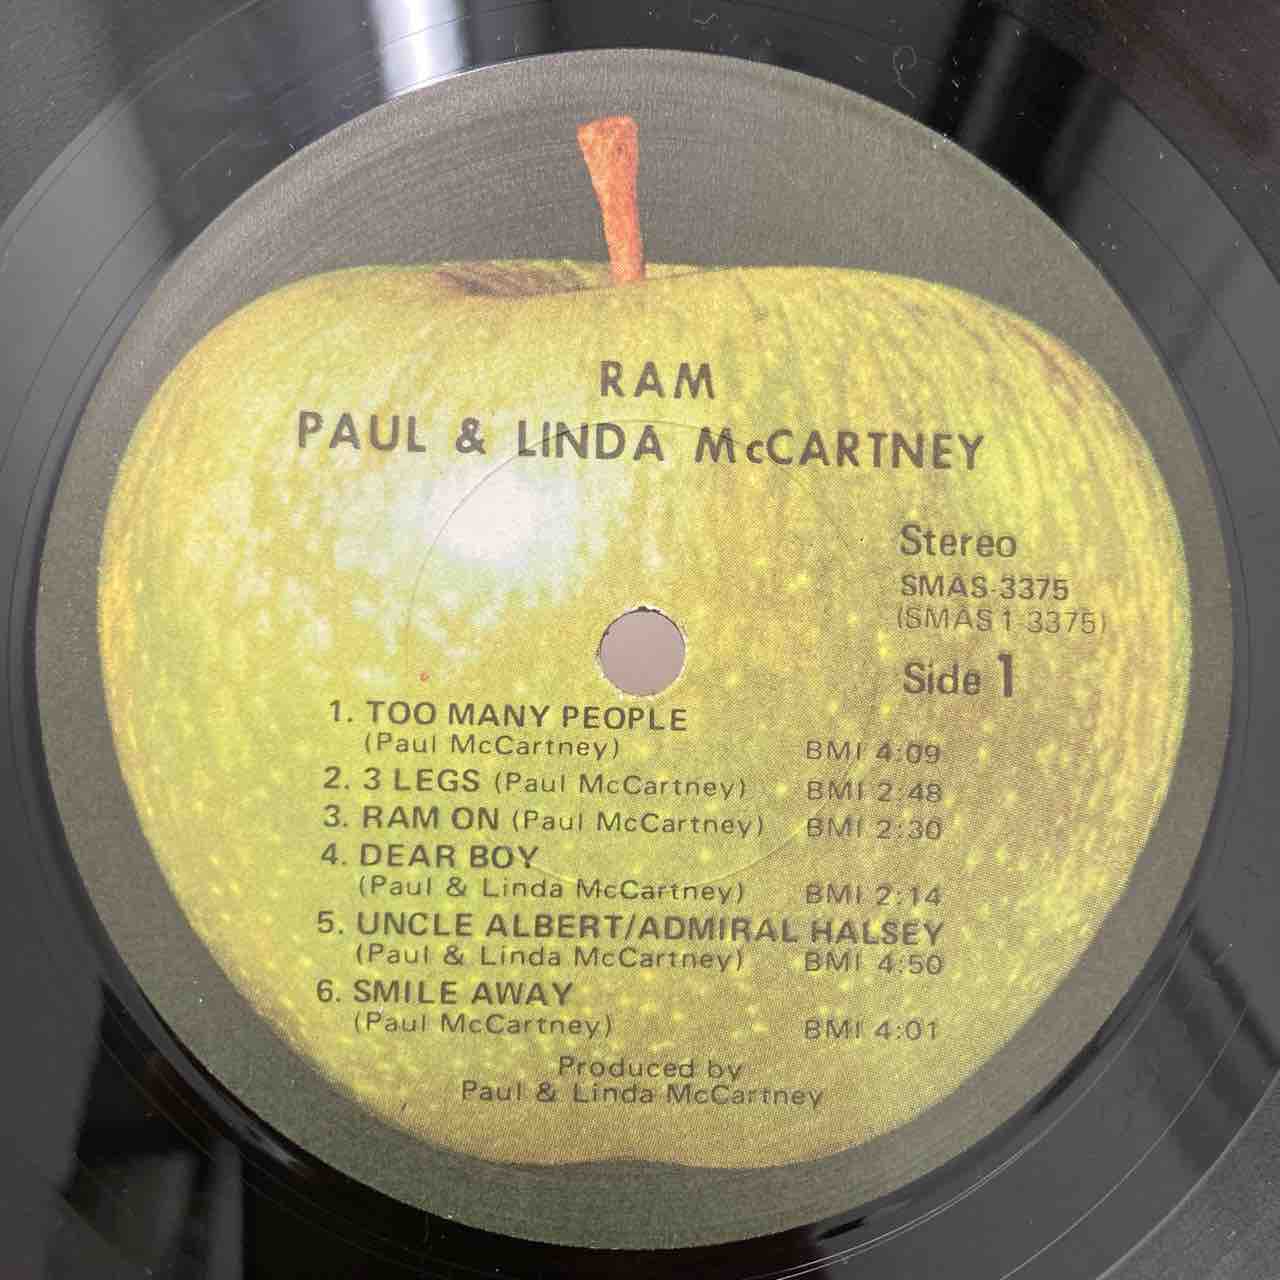 RAM
PAUL & LINDA McCARTNEY
Stereo
SMAS-3375
(SMAS 1-3375)
Side 1
1. TOO MANY PEOPLE
(Paul McCartney) BMI 4:09
2. 3 LEGS (Paul McCartney) BMI 2:48
3. RAM ON (Paul McCartney) BMI 2:30
4. DEAR BOY
(Paul & Linda McCartney) BMI 2:14
5. UNCLE ALBERT/ADMIRAL HALSEY
(Paul & Linda McCartney) BMI 4:50
6. SMILE AWAY
(Paul McCartney) BMI 4:01
Produced by
Paul & Linda McCartney